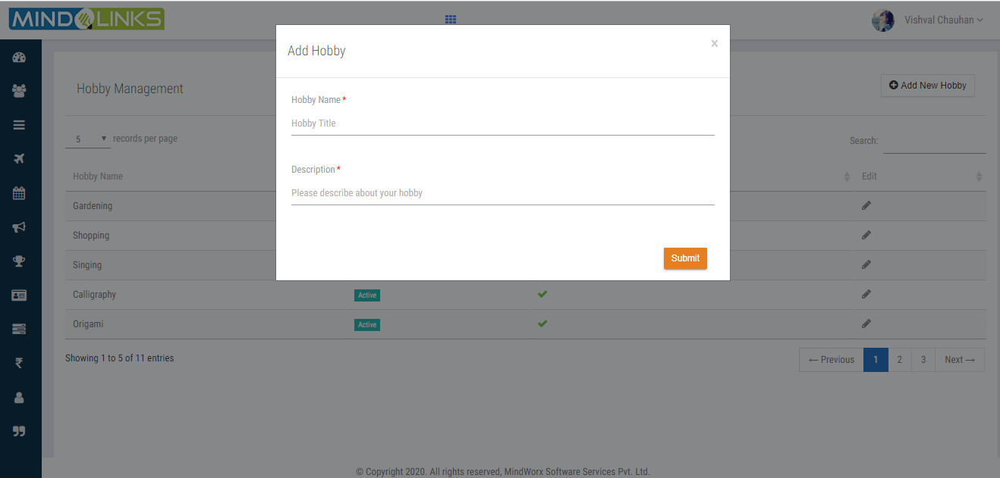 MINDLINKS
Vishval Chauhan
Add Hobby
×
Hobby Management
Add New Hobby
Hobby Name *
Hobby Title
5 records per page
Search:
Description *
Hobby Name
Edit
Please describe about your hobby
Gardening
Shopping
Singing
Submit
Calligraphy Active
Origami Active
Showing 1 to 5 of 11 entries
← Previous 1 2 3 Next →
© Copyright 2020. All rights reserved, MindWorx Software Services Pvt. Ltd.